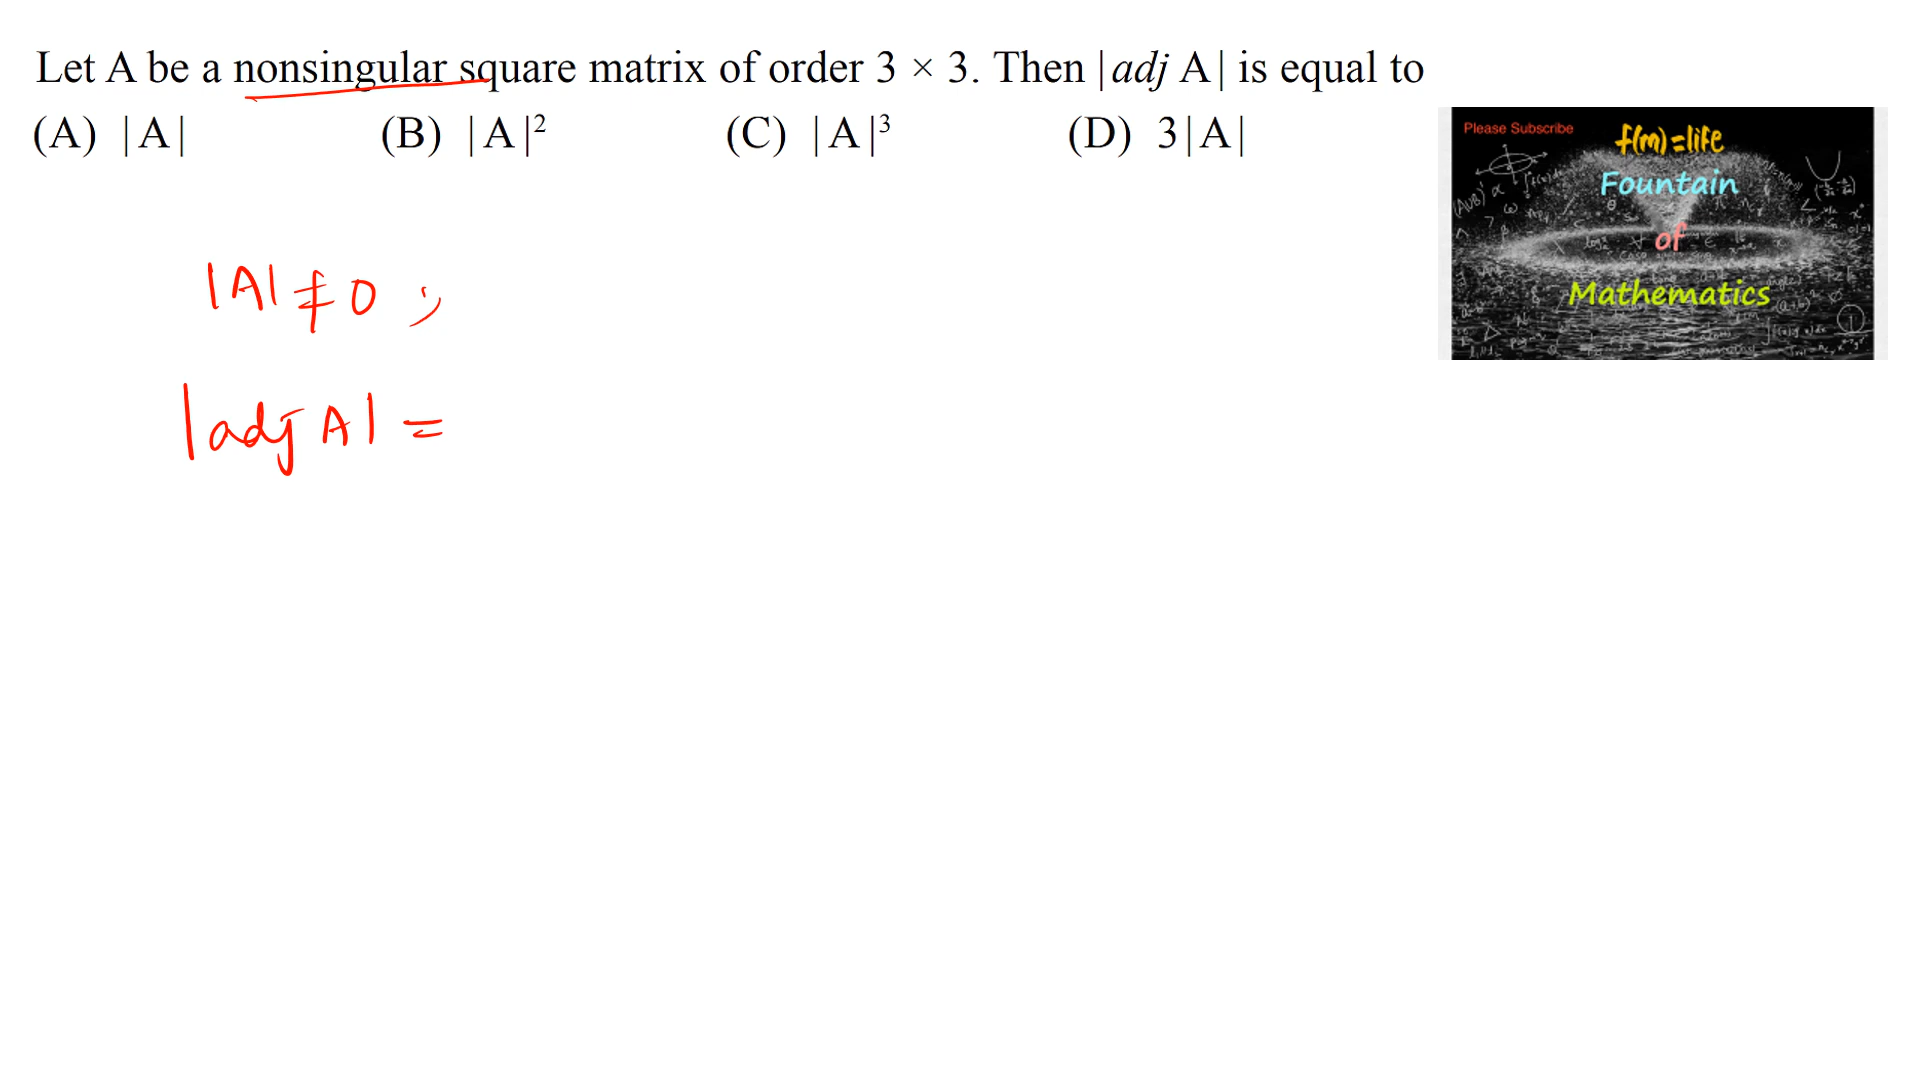 Let A be a nonsingular square matrix of order 3 × 3. Then |adj A| is equal to
(A) |A| (B) |A|² (C) |A|³ (D) 3|A|
Please Subscribe
f(m)=life
Fountain
of
Mathematics
|A| ≠ 0 ;
|adj A| =